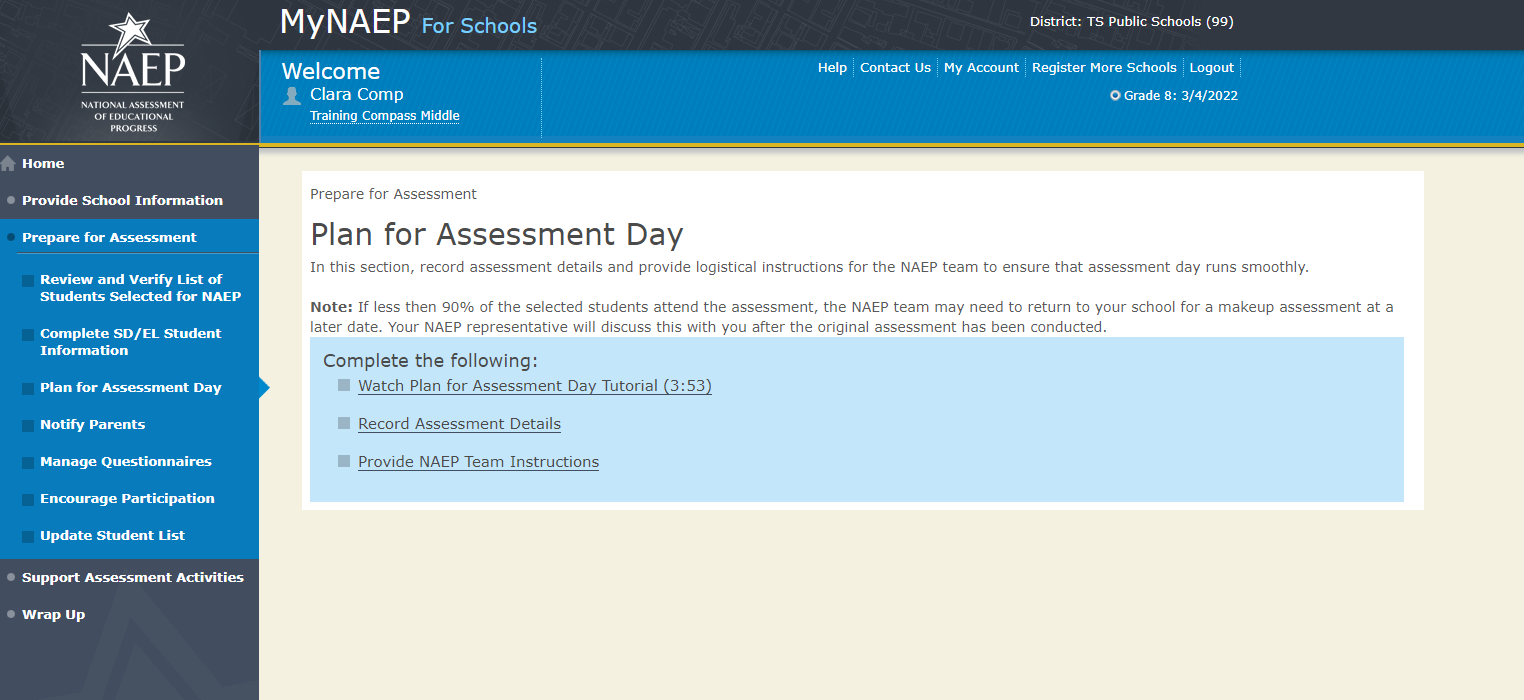 NAEP
NATIONAL ASSESSMENT
OF EDUCATIONAL
PROGRESS
MyNAEP For Schools
District: TS Public Schools (99)
Welcome
Clara Comp
Training Compass Middle
Help
Contact Us
My Account
Register More Schools
Logout
Grade 8: 3/4/2022
Home
Provide School Information
Prepare for Assessment
Review and Verify List of
Students Selected for NAEP
Complete SD/EL Student
Information
Plan for Assessment Day
Notify Parents
Manage Questionnaires
Encourage Participation
Update Student List
Support Assessment Activities
Wrap Up
Prepare for Assessment
Plan for Assessment Day
In this section, record assessment details and provide logistical instructions for the NAEP team to ensure that assessment day runs smoothly.
Note: If less then 90% of the selected students attend the assessment, the NAEP team may need to return to your school for a makeup assessment at a
later date. Your NAEP representative will discuss this with you after the original assessment has been conducted.
Complete the following:
Watch Plan for Assessment Day Tutorial (3:53)
Record Assessment Details
Provide NAEP Team Instructions